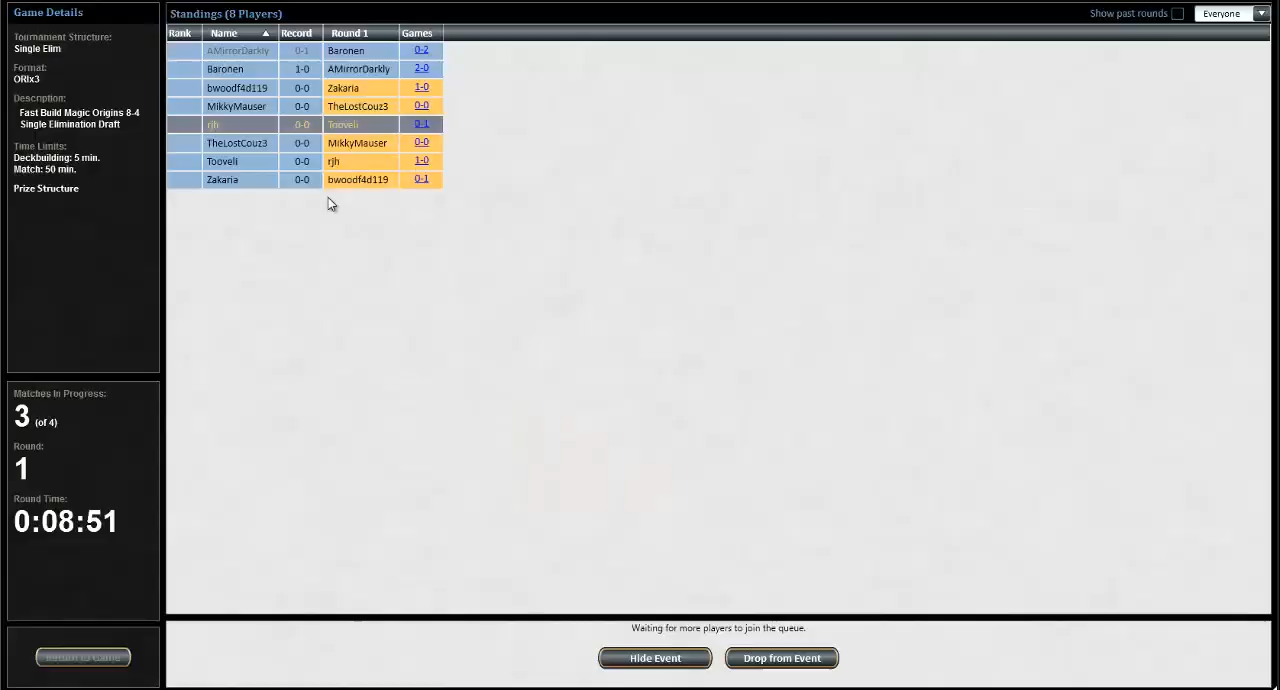 Game Details
Tournament Structure:
Single Elim
Format:
ORIx3
Description:
Fast Build Magic Origins 8-4
Single Elimination Draft
Time Limits:
Deckbuilding: 5 min.
Match: 50 min.
Prize Structure
Matches In Progress:
3 (of 4)
Round:
1
Round Time:
0:08:51
Return to Game
Standings (8 Players)
Show past rounds
Everyone
Rank Name Record Round 1 Games
AMirrorDarkly 0-1 Baronen 0-2
Baronen 1-0 AMirrorDarkly 2-0
bwoodf4d119 0-0 Zakaria 1-0
MikkyMauser 0-0 TheLostCouz3 0-0
rjh 0-0 Tooveli 0-1
TheLostCouz3 0-0 MikkyMauser 0-0
Tooveli 0-0 rjh 1-0
Zakaria 0-0 bwoodf4d119 0-1
Waiting for more players to join the queue.
Hide Event
Drop from Event